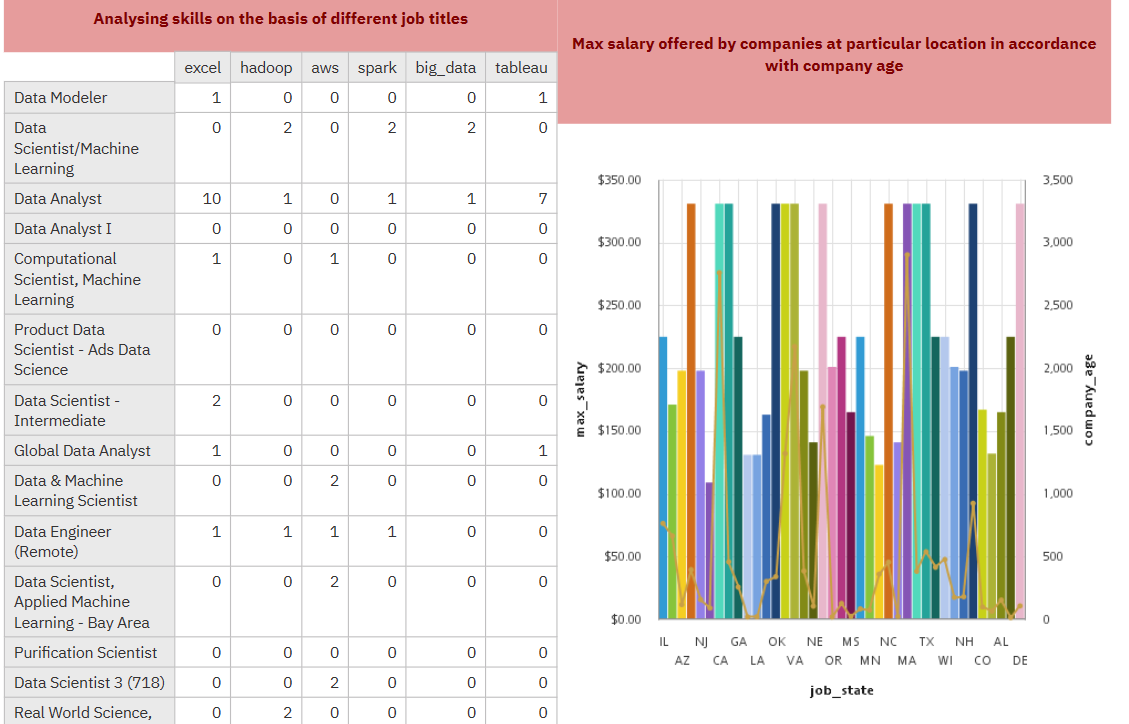 Analysing skills on the basis of different job titles
excel hadoop aws spark big_data tableau
Data Modeler 1 0 0 0 0 1
Data 0 2 0 2 2 0
Scientist/Machine
Learning
Data Analyst 10 1 0 1 1 7
Data Analyst I 0 0 0 0 0 0
Computational 1 0 1 0 0 0
Scientist, Machine
Learning
Product Data 0 0 0 0 0 0
Scientist - Ads Data
Science
Data Scientist - 2 0 0 0 0 0
Intermediate
Global Data Analyst 1 0 0 0 0 1
Data & Machine 0 0 2 0 0 0
Learning Scientist
Data Engineer 1 1 1 1 0 0
(Remote)
Data Scientist, 0 0 2 0 0 0
Applied Machine
Learning - Bay Area
Purification Scientist 0 0 0 0 0 0
Data Scientist 3 (718) 0 0 2 0 0 0
Real World Science, 0 2 0 0 0 0
Max salary offered by companies at particular location in accordance
with company age
$350.00 3,500
$300.00 3,000
$250.00 2,500
$200.00 2,000
$150.00 1,500
$100.00 1,000
$50.00 500
$0.00 0
max_salary
company_age
IL NJ GA OK NE MS NC TX NH AL
AZ CA LA VA OR MN MA WI CO DE
job_state